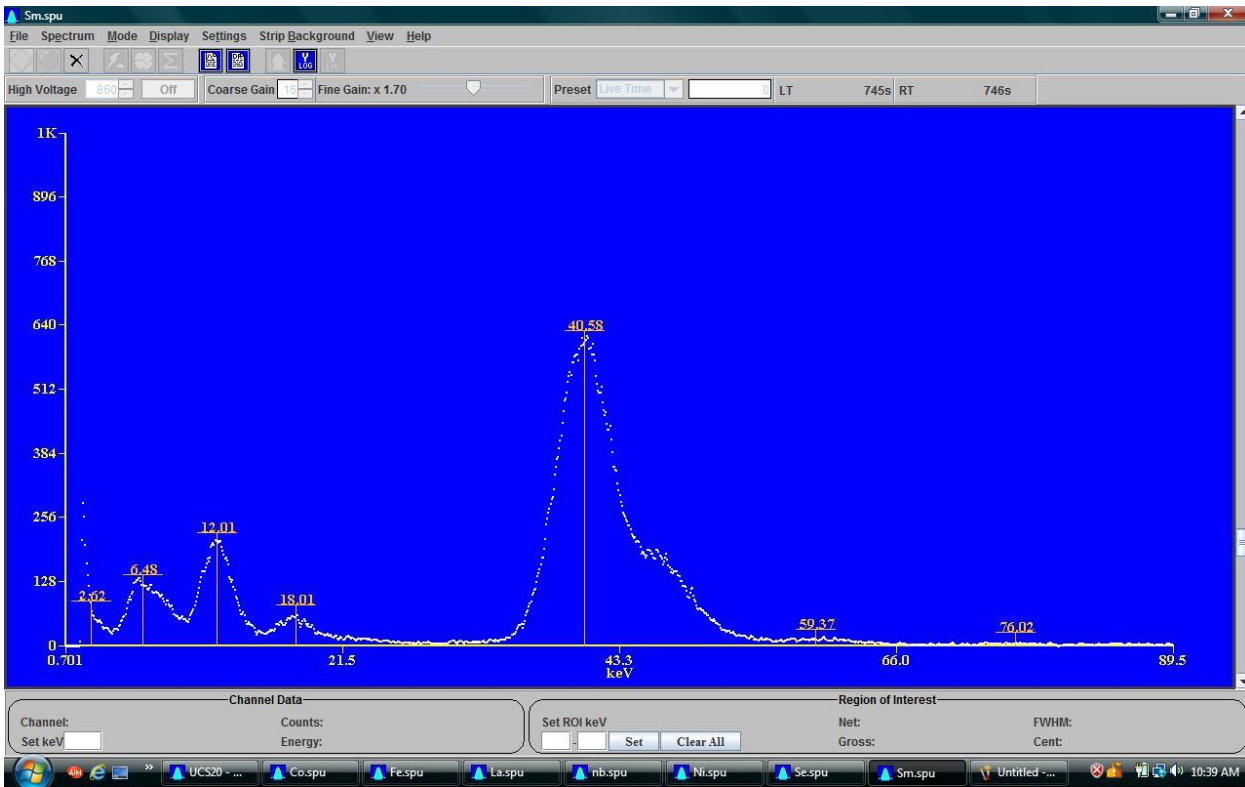 Sm.spu
File Spectrum Mode Display Settings Strip Background View Help
Y LOG
High Voltage 860 Off Coarse Gain 16 Fine Gain: x 1.70 Preset Live Time 0 LT 745s RT 746s
1K
896
768
640
40.58
512
384
256
12.01
128
6.48
2.62
18.01
59.37
76.02
0
0.701 21.5 43.3 66.0 89.5
keV
Channel Data Region of Interest
Channel: Counts: Set ROI keV Net: FWHM:
Set keV Energy: - Set Clear All Gross: Cent:
AIM » UCS20 - ... Co.spu Fe.spu La.spu nb.spu Ni.spu Se.spu Sm.spu Untitled -... 10:39 AM